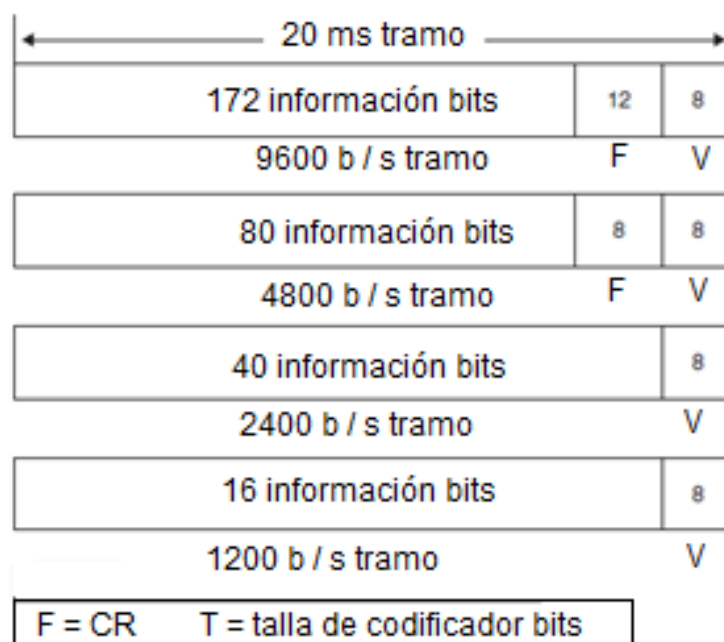 20 ms tramo
172 información bits 12 8
9600 b / s tramo F V
80 información bits 8 8
4800 b / s tramo F V
40 información bits 8
2400 b / s tramo V
16 información bits 8
1200 b / s tramo V
F = CR T = talla de codificador bits